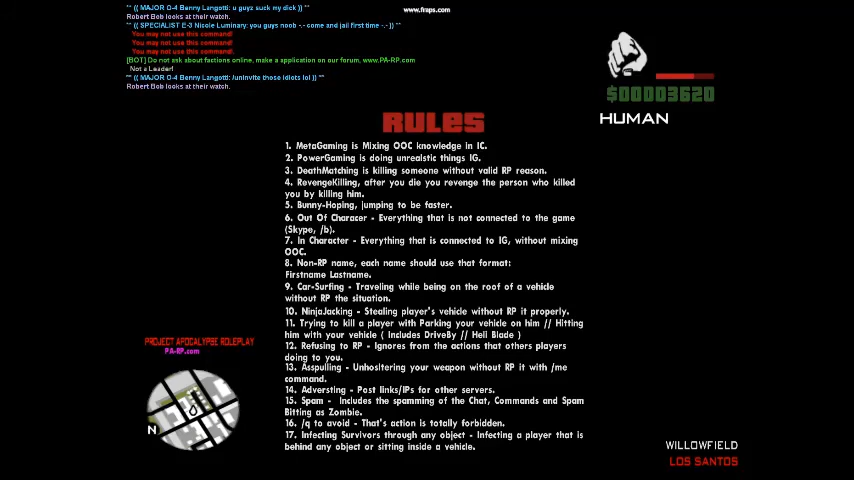 ** (( MAJOR O-4 Benny Langotti: u guyz suck my dick )) **
www.fraps.com
Robert Bob looks at their watch.
** (( SPECIALIST E-3 Nicole Luminary: you guys noob -.- come and jail first time -.- )) **
You may not use this command!
You may not use this command!
You may not use this command!
[BOT] Do not ask about factions online, make a application on our forum, www.PA-RP.com
Not a Leader!
** (( MAJOR O-4 Benny Langotti: /uninvite those idiots lol )) **
Robert Bob looks at their watch.
$00003620
HUMAN
RULES
1. MetaGaming is Mixing OOC knowledge in IC.
2. PowerGaming is doing unrealstic things IG.
3. DeathMatching is killing someone without valid RP reason.
4. RevengeKilling, after you die you revenge the person who killed
you by killing him.
5. Bunny-Hoping, jumping to be faster.
6. Out Of Characer - Everything that is not connected to the game
(Skype, /b).
7. In Character - Everything that is connected to IG, without mixing
OOC.
8. Non-RP name, each name should use that format:
Firstname Lastname.
9. Car-Surfing - Traveling while being on the roof of a vehicle
without RP the situation.
10. NinjaJacking - Stealing player's vehicle without RP it properly.
11. Trying to kill a player with Parking your vehicle on him // Hitting
him with your vehicle ( Includes DriveBy // Heli Blade )
12. Refusing to RP - Ignores from the actions that others players
doing to you.
13. Asspulling - Unhosltering your weapon without RP it with /me
command.
14. Adversting - Post links/IPs for other servers.
15. Spam - Includes the spamming of the Chat, Commands and Spam
Bitting as Zombie.
16. /q to avoid - That's action is totally forbidden.
17. Infecting Survivors through any object - Infecting a player that is
behind any object or sitting inside a vehicle.
PROJECT APOCALYPSE ROLEPLAY
PA-RP.com
N
WILLOWFIELD
LOS SANTOS